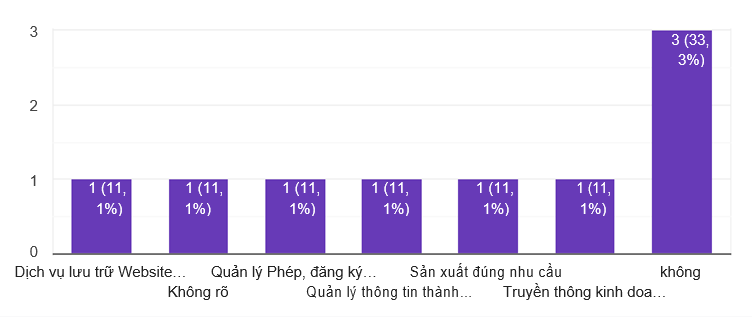 3
3 (33,
3%)
2
1
1 (11,
1%)
1 (11,
1%)
1 (11,
1%)
1 (11,
1%)
1 (11,
1%)
1 (11,
1%)
0
Dịch vụ lưu trữ Website…
Không rõ
Quản lý Phép, đăng ký…
Quản lý thông tin thành…
Sản xuất đúng nhu cầu
Truyền thông kinh doa…
không